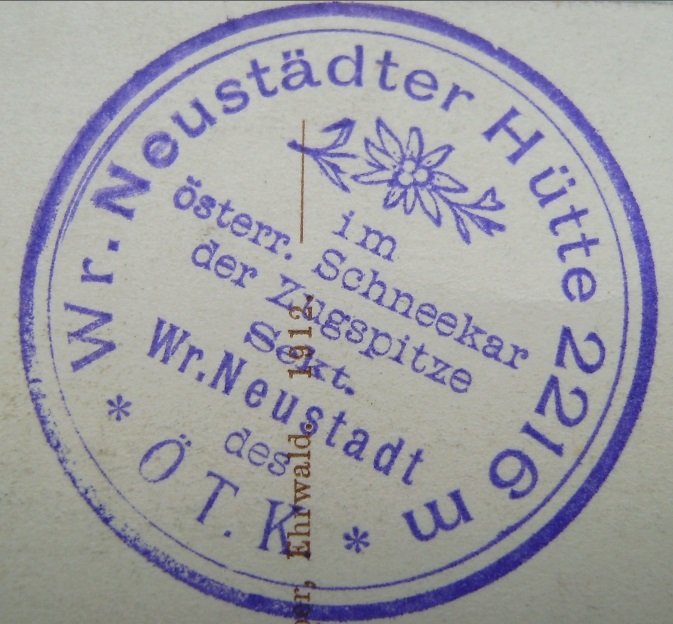 Wr. Neustädter Hütte 2216 m
im
österr. Schneekar
der Zugspitze
Sekt.
Wr. Neustadt
des
* Ö.T.K *
Ehrwald. 1912.